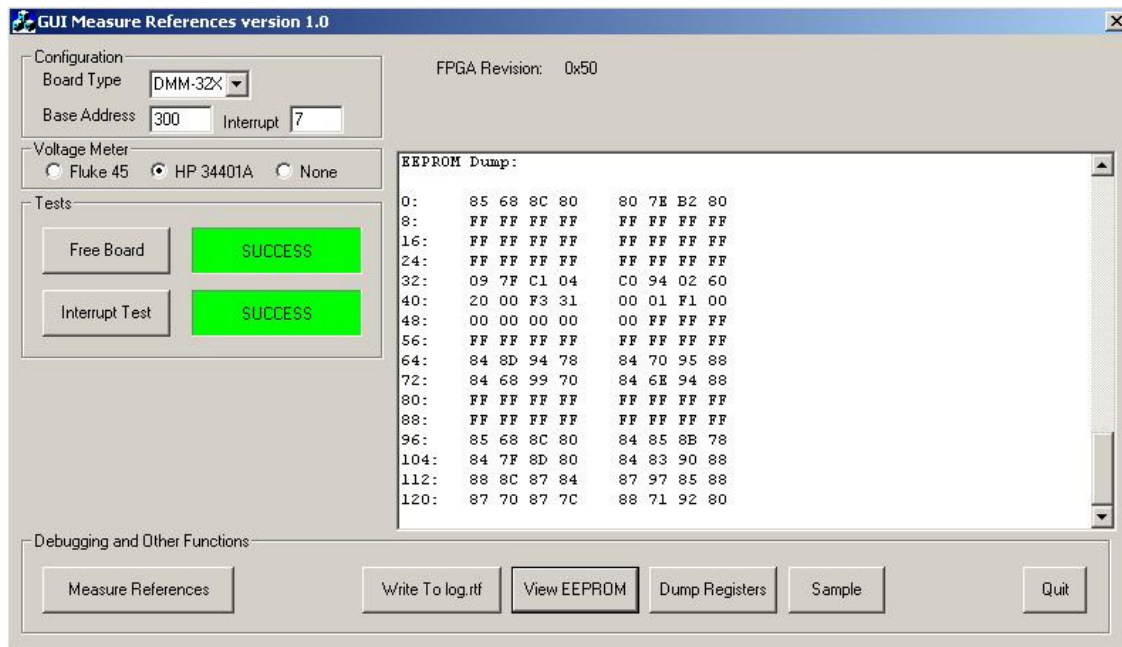 GUI Measure References version 1.0
Configuration
Board Type DMM-32X
Base Address 300 Interrupt 7
FPGA Revision: 0x50
Voltage Meter
Fluke 45 HP 34401A None
Tests
Free Board SUCCESS
Interrupt Test SUCCESS
EEPROM Dump:
0: 85 68 8C 80 80 7E B2 80
8: FF FF FF FF FF FF FF FF
16: FF FF FF FF FF FF FF FF
24: FF FF FF FF FF FF FF FF
32: 09 7F C1 04 C0 94 02 60
40: 20 00 F3 31 00 01 F1 00
48: 00 00 00 00 00 FF FF FF
56: FF FF FF FF FF FF FF FF
64: 84 8D 94 78 84 70 95 88
72: 84 68 99 70 84 6E 94 88
80: FF FF FF FF FF FF FF FF
88: FF FF FF FF FF FF FF FF
96: 85 68 8C 80 84 85 8B 78
104: 84 7F 8D 80 84 83 90 88
112: 88 8C 87 84 87 97 85 88
120: 87 70 87 7C 88 71 92 80
Debugging and Other Functions
Measure References Write To log.rtf View EEPROM Dump Registers Sample Quit